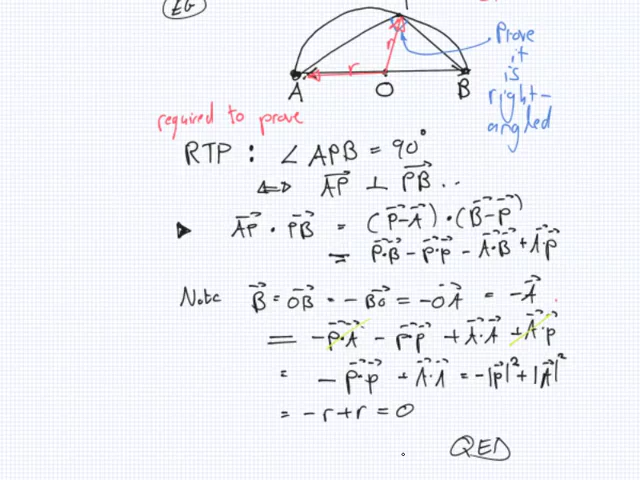 EG
r
r
A
O
B
Prove
it
is
right-
angled
required to prove
RTP : ∠APB = 90°
⇔ AP⃗ ⊥ PB⃗ ..
▶ AP⃗ · PB⃗ = (P⃗-A⃗)·(B⃗-P⃗)
= P⃗·B⃗ - P⃗·P⃗ - A⃗·B⃗ + A⃗·P⃗
Note B⃗ = OB⃗ = -BO⃗ = -OA⃗ = -A⃗
= -P⃗·A⃗ - P⃗·P⃗ + A⃗·A⃗ + A⃗·P⃗
= -P⃗·P⃗ + A⃗·A⃗ = -|P⃗|² + |A⃗|²
= -r+r = 0
QED